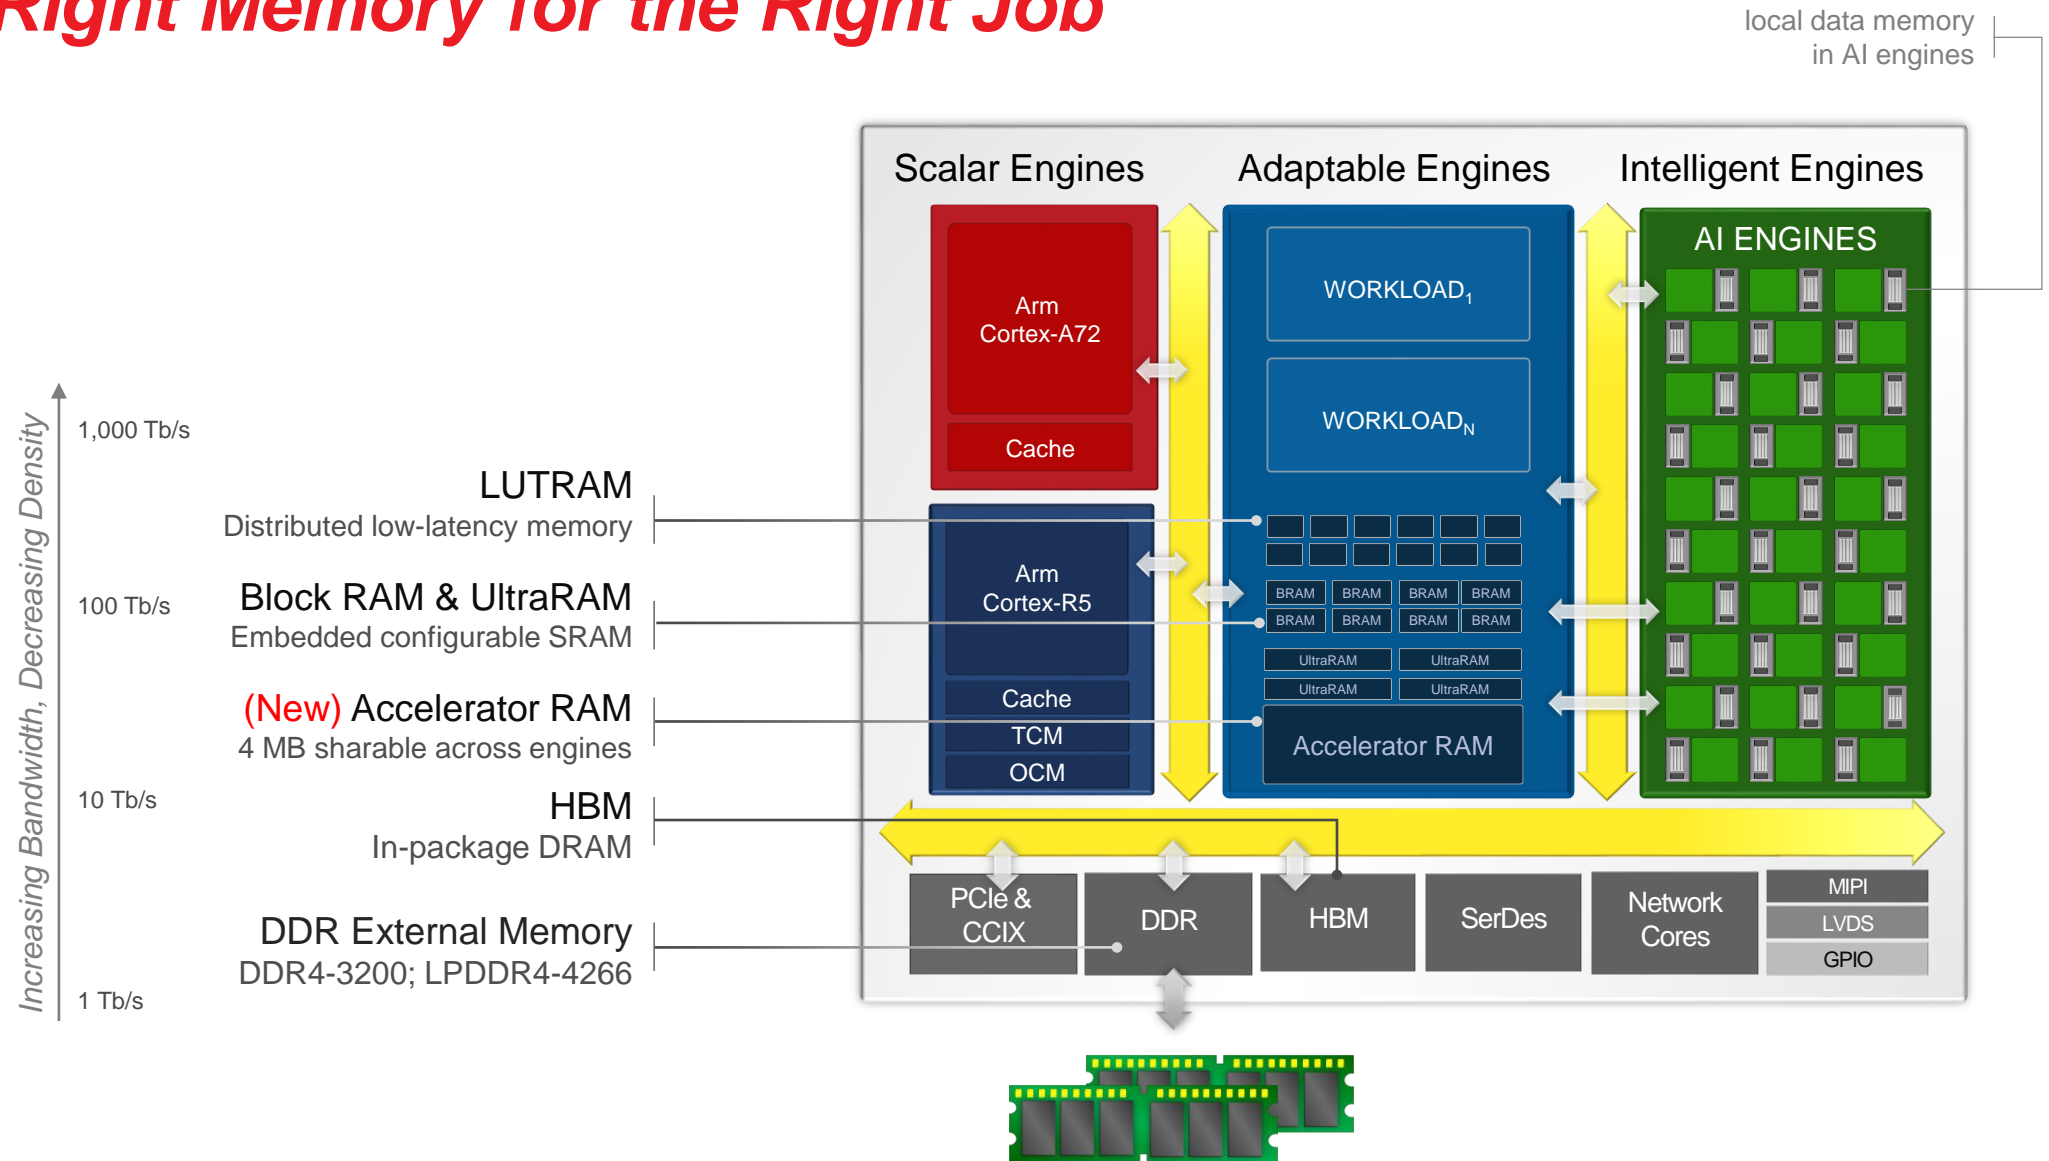 Right Memory for the Right Job
local data memory
in AI engines
Scalar Engines
Adaptable Engines
Intelligent Engines
Arm
Cortex-A72
Cache
Arm
Cortex-R5
Cache
TCM
OCM
WORKLOAD1
WORKLOADN
BRAM BRAM BRAM BRAM
BRAM BRAM BRAM BRAM
UltraRAM UltraRAM
UltraRAM UltraRAM
Accelerator RAM
AI ENGINES
Increasing Bandwidth, Decreasing Density
1,000 Tb/s
100 Tb/s
10 Tb/s
1 Tb/s
LUTRAM
Distributed low-latency memory
Block RAM & UltraRAM
Embedded configurable SRAM
(New) Accelerator RAM
4 MB sharable across engines
HBM
In-package DRAM
DDR External Memory
DDR4-3200; LPDDR4-4266
PCIe &
CCIX
DDR
HBM
SerDes
Network
Cores
MIPI
LVDS
GPIO